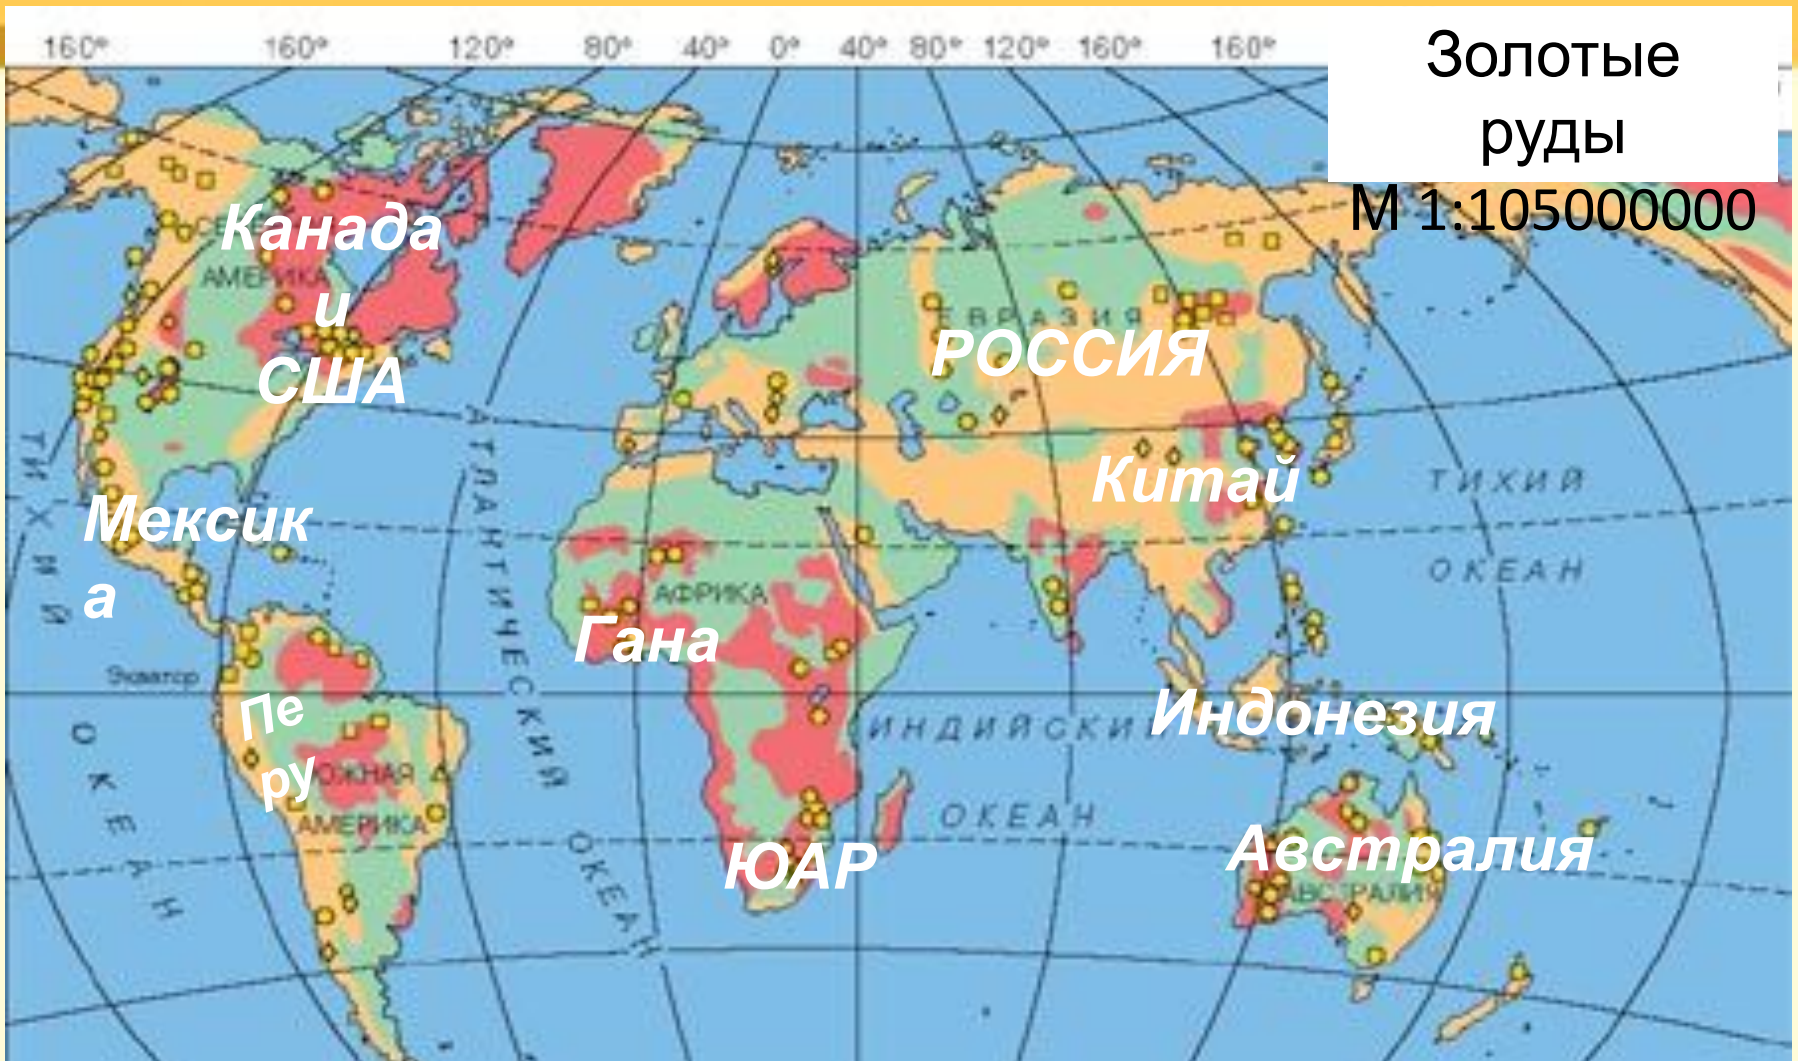 160° 160° 120° 80° 40° 0° 40° 80° 120° 160° 160°
Золотые
руды
М 1:105000000
Канада
и
США
АМЕРИКА
ЕВРАЗИЯ
РОССИЯ
Китай
Мексик
а
АФРИКА
Гана
Экватор
Пе
ру
ЮЖНАЯ
АМЕРИКА
ЮАР
Индонезия
Австралия
АВСТРАЛИЯ
ТИХИЙ
ОКЕАН
АТЛАНТИЧЕСКИЙ
ОКЕАН
ИНДИЙСКИ
ОКЕАН
ТИХИЙ
ОКЕАН